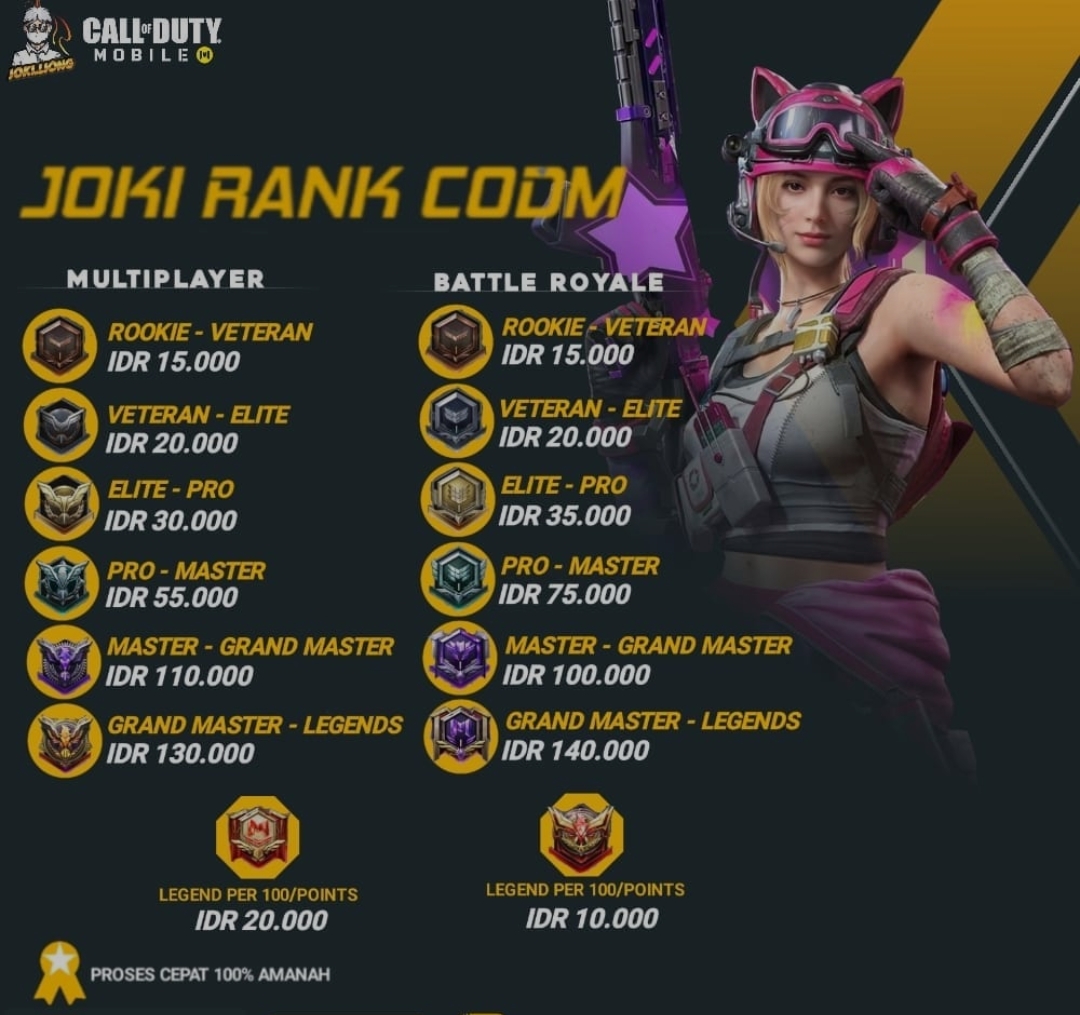 JOKI LIONG
CALL OF DUTY
MOBILE
JOKI RANK CODM
MULTIPLAYER
ROOKIE - VETERAN
IDR 15.000
VETERAN - ELITE
IDR 20.000
ELITE - PRO
IDR 30.000
PRO - MASTER
IDR 55.000
MASTER - GRAND MASTER
IDR 110.000
GRAND MASTER - LEGENDS
IDR 130.000
LEGEND PER 100/POINTS
IDR 20.000
BATTLE ROYALE
ROOKIE - VETERAN
IDR 15.000
VETERAN - ELITE
IDR 20.000
ELITE - PRO
IDR 35.000
PRO - MASTER
IDR 75.000
MASTER - GRAND MASTER
IDR 100.000
GRAND MASTER - LEGENDS
IDR 140.000
LEGEND PER 100/POINTS
IDR 10.000
PROSES CEPAT 100% AMANAH